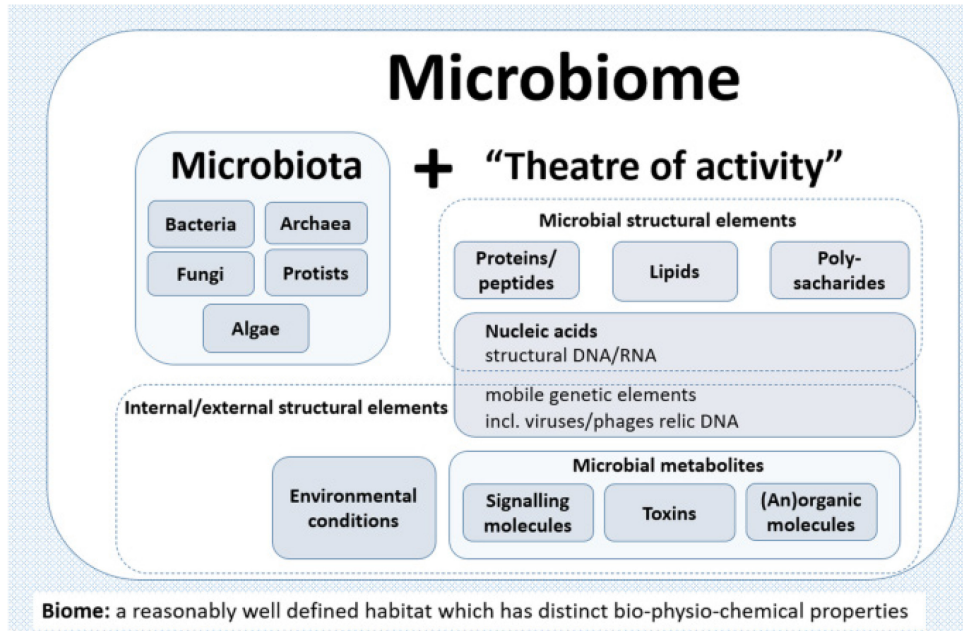 Microbiome
Microbiota
+
“Theatre of activity”
Bacteria
Archaea
Fungi
Protists
Algae
Microbial structural elements
Proteins/
peptides
Lipids
Poly-
sacharides
Nucleic acids
structural DNA/RNA
mobile genetic elements
incl. viruses/phages relic DNA
Internal/external structural elements
Environmental
conditions
Microbial metabolites
Signalling
molecules
Toxins
(An)organic
molecules
Biome: a reasonably well defined habitat which has distinct bio-physio-chemical properties